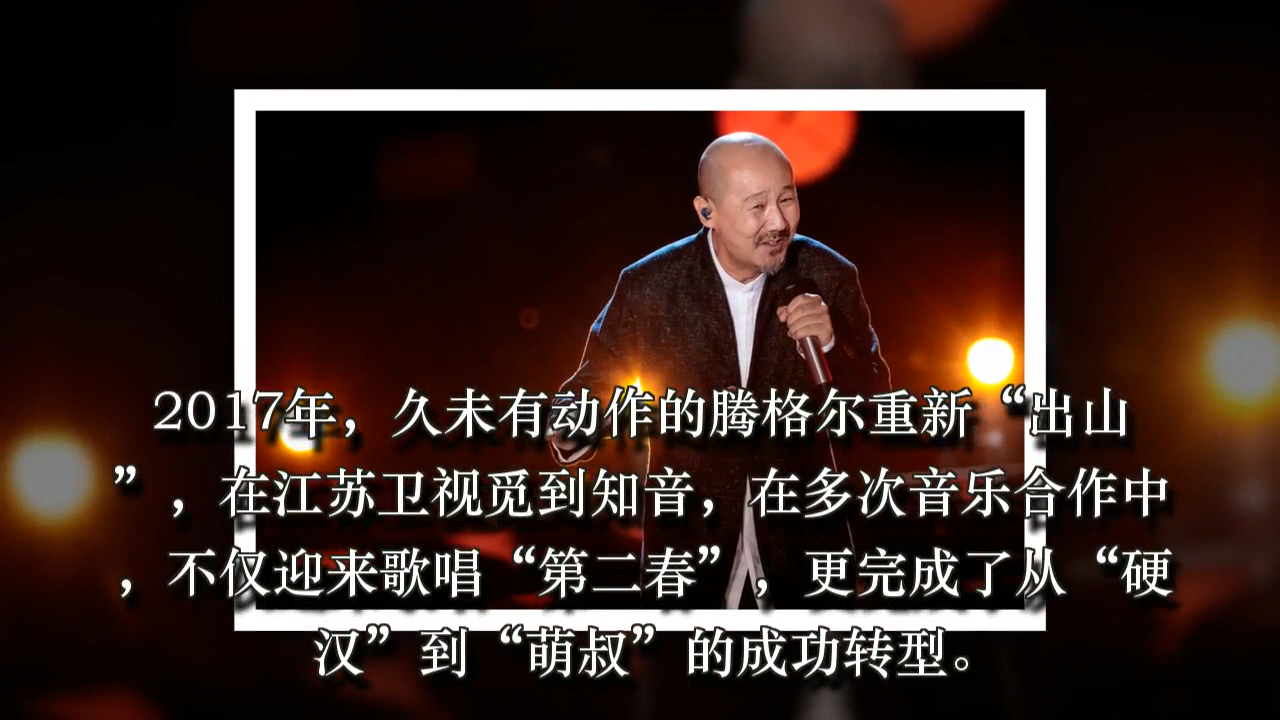 2017年，久未有动作的腾格尔重新“出山
”，在江苏卫视觅到知音，在多次音乐合作中
，不仅迎来歌唱“第二春”，更完成了从“硬
汉”到“萌叔”的成功转型。